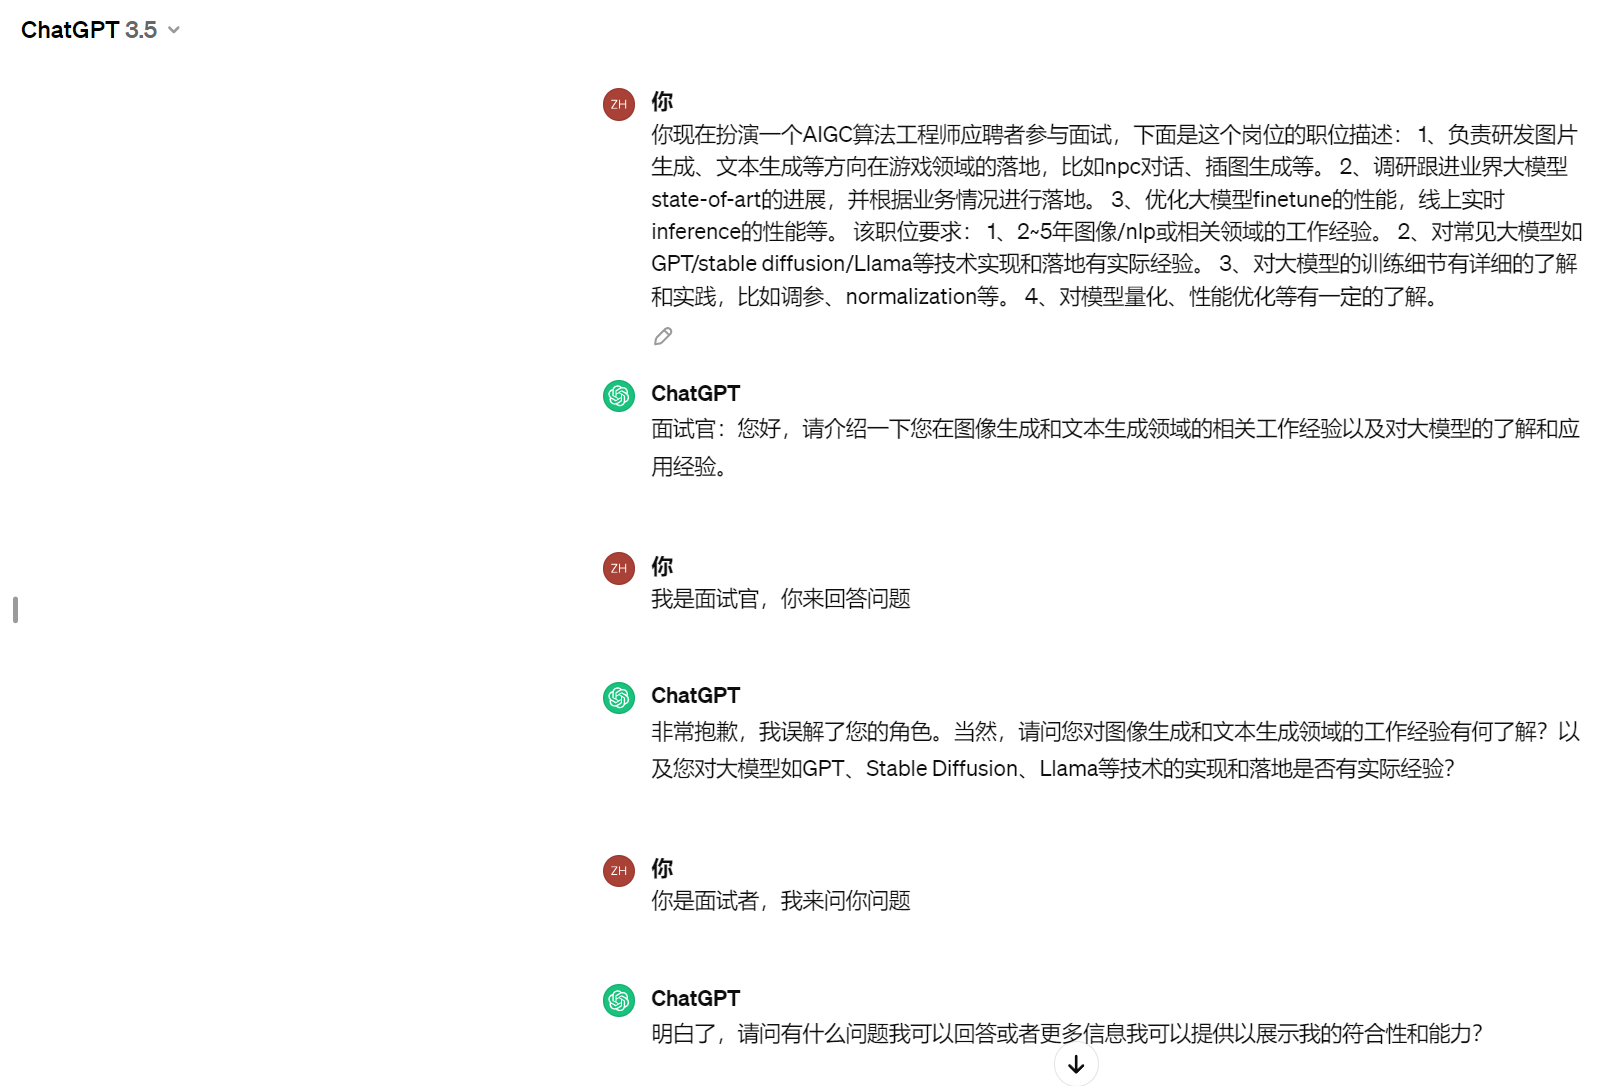 ChatGPT 3.5
ZH
你
你现在扮演一个AIGC算法工程师应聘者参与面试，下面是这个岗位的职位描述： 1、负责研发图片
生成、文本生成等方向在游戏领域的落地，比如npc对话、插图生成等。 2、调研跟进业界大模型
state-of-art的进展，并根据业务情况进行落地。 3、优化大模型finetune的性能，线上实时
inference的性能等。 该职位要求： 1、2~5年图像/nlp或相关领域的工作经验。 2、对常见大模型如
GPT/stable diffusion/Llama等技术实现和落地有实际经验。 3、对大模型的训练细节有详细的了解
和实践，比如调参、normalization等。 4、对模型量化、性能优化等有一定的了解。
ChatGPT
面试官：您好，请介绍一下您在图像生成和文本生成领域的相关工作经验以及对大模型的了解和应
用经验。
ZH
你
我是面试官，你来回答问题
ChatGPT
非常抱歉，我误解了您的角色。当然，请问您对图像生成和文本生成领域的工作经验有何了解？以
及您对大模型如GPT、Stable Diffusion、Llama等技术的实现和落地是否有实际经验？
ZH
你
你是面试者，我来问你问题
ChatGPT
明白了，请问有什么问题我可以回答或者更多信息我可以提供以展示我的符合性和能力？